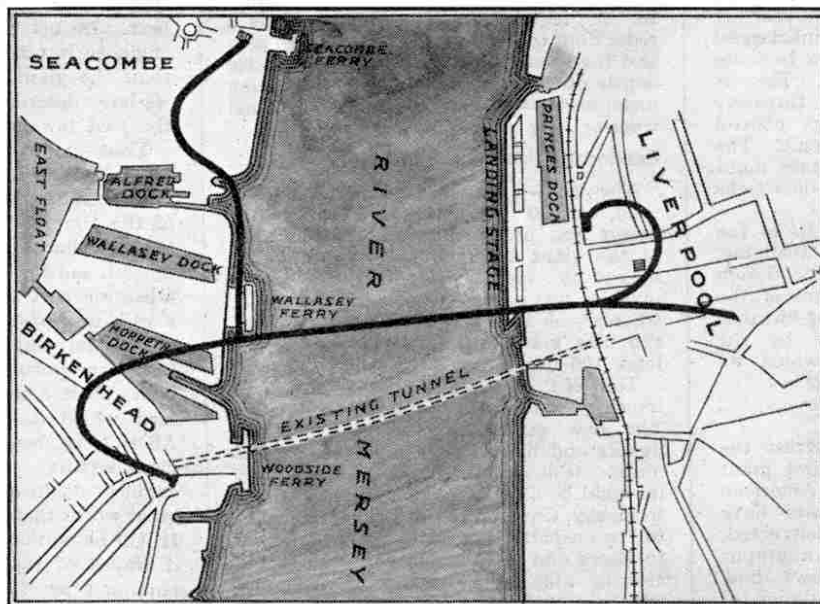 SEACOMBE
SEACOMBE
FERRY
EAST FLOAT
ALFRED
DOCK
WALLASEY DOCK
MORPETH
DOCK
BIRKENHEAD
WALLASEY
FERRY
WOODSIDE
FERRY
RIVER
MERSEY
EXISTING TUNNEL
LANDING STAGE
PRINCES DOCK
LIVERPOOL